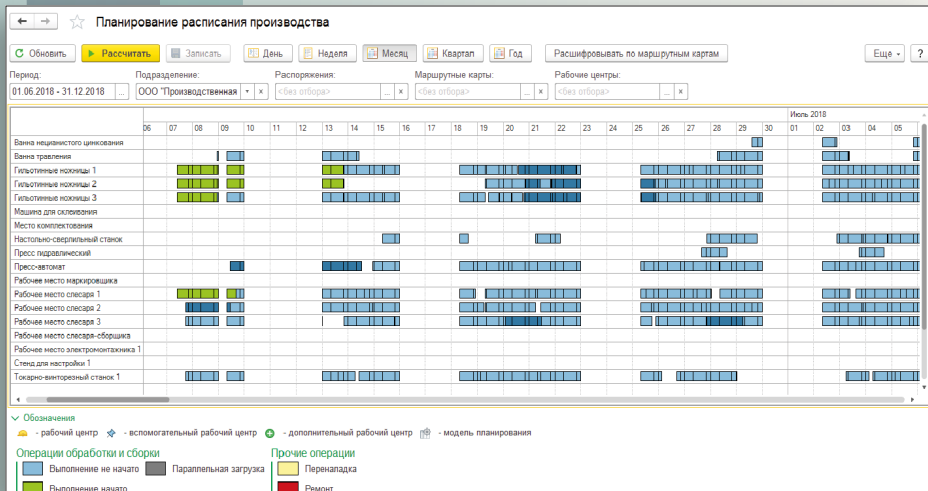 Планирование расписания производства
Обновить Рассчитать Записать День Неделя Месяц Квартал Год Расшифровывать по маршрутным картам Еще ?
Период: Подразделение: Распоряжения: Маршрутные карты: Рабочие центры:
01.06.2018 - 31.12.2018 ... ООО "Производственная x <без отбора> ... x <без отбора> ... x <без отбора> ... x
Июль 2018
06 07 08 09 10 11 12 13 14 15 16 17 18 19 20 21 22 23 24 25 26 27 28 29 30 01 02 03 04 05
Ванна нецианистого цинкования
Ванна травления
Гильотинные ножницы 1
Гильотинные ножницы 2
Гильотинные ножницы 3
Машина для склеивания
Место комплектования
Настольно-сверлильный станок
Пресс гидравлический
Пресс-автомат
Рабочее место маркировщика
Рабочее место слесаря 1
Рабочее место слесаря 2
Рабочее место слесаря 3
Рабочее место слесаря-сборщика
Рабочее место электромонтажника 1
Стенд для настройки 1
Токарно-винторезный станок 1
Обозначения
- рабочий центр - вспомогательный рабочий центр - дополнительный рабочий центр - модель планирования
Операции обработки и сборки Прочие операции
Выполнение не начато Параллельная загрузка Переналадка
Выполнение начато Ремонт